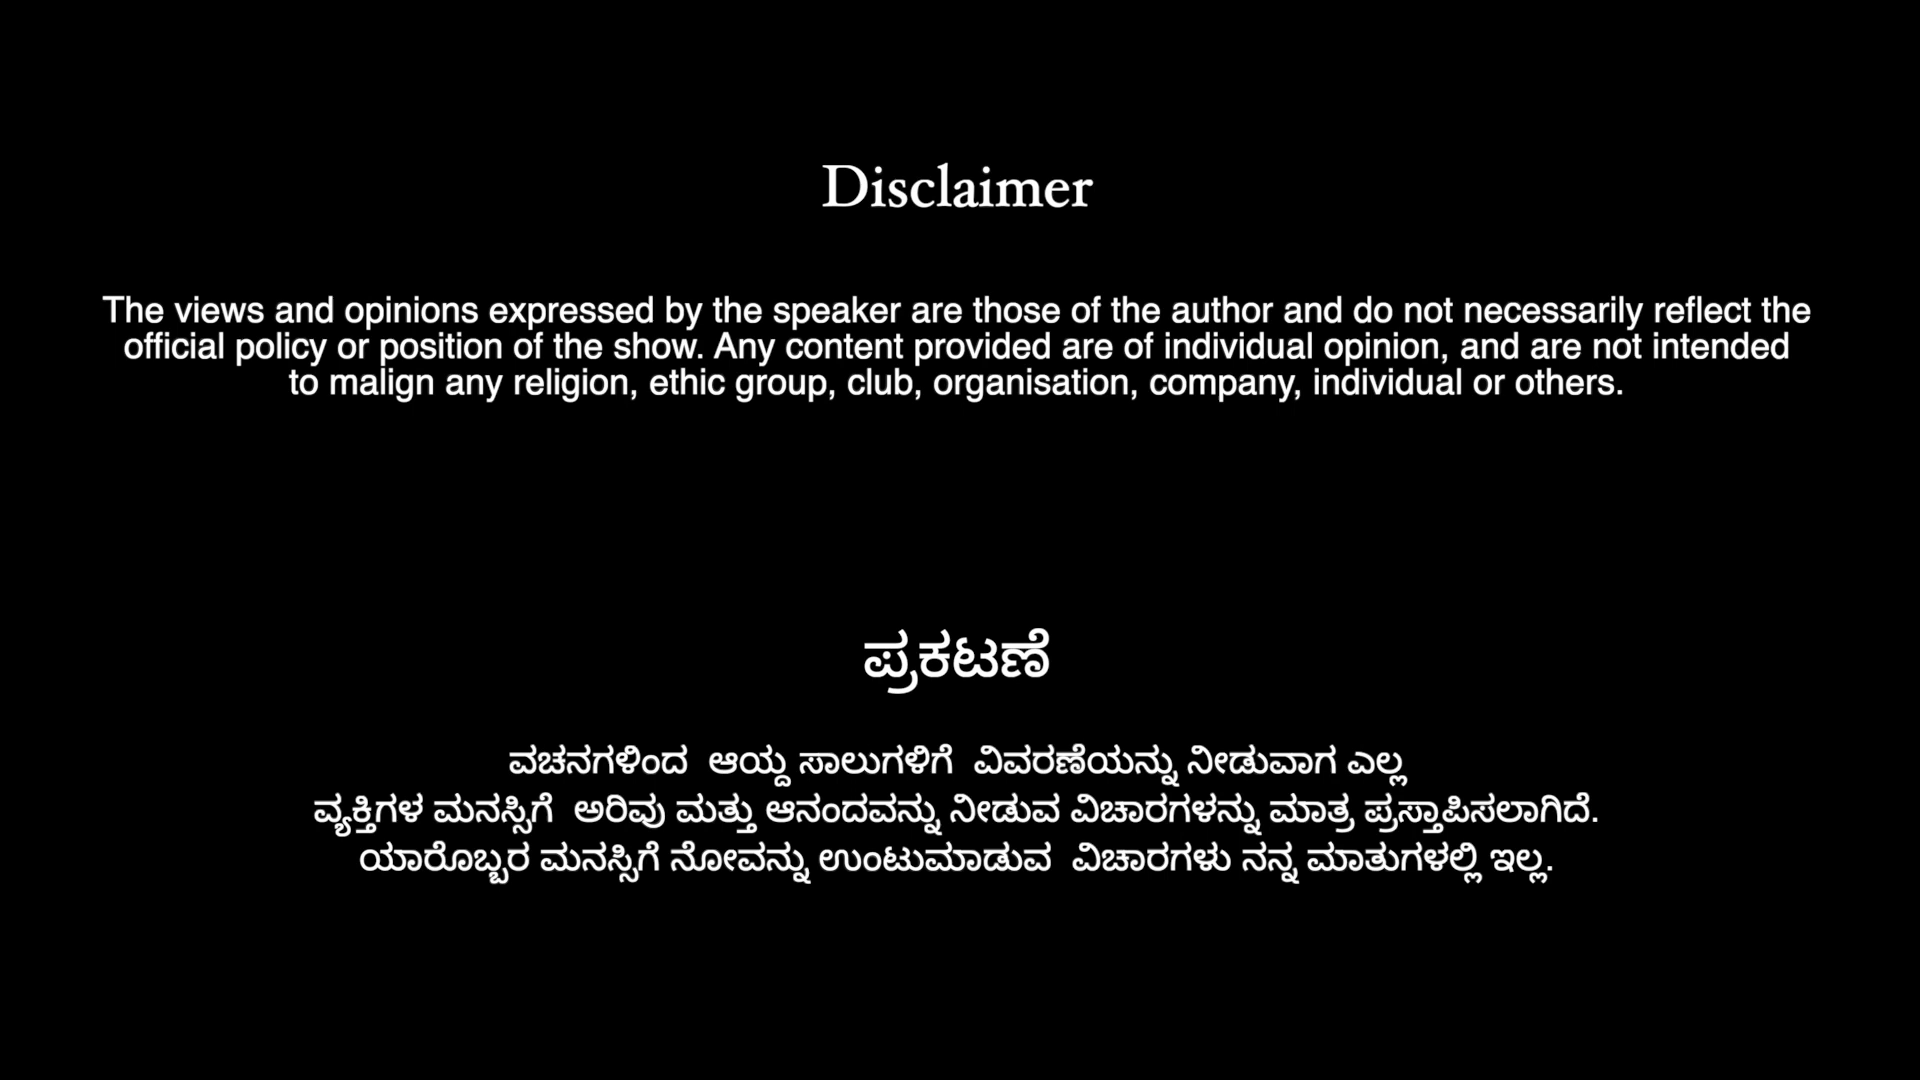 Disclaimer
The views and opinions expressed by the speaker are those of the author and do not necessarily reflect the
official policy or position of the show. Any content provided are of individual opinion, and are not intended
to malign any religion, ethic group, club, organisation, company, individual or others.
ಪ್ರಕಟಣೆ
ವಚನಗಳಿಂದ ಆಯ್ದ ಸಾಲುಗಳಿಗೆ ವಿವರಣೆಯನ್ನು ನೀಡುವಾಗ ಎಲ್ಲ
ವ್ಯಕ್ತಿಗಳ ಮನಸ್ಸಿಗೆ ಅರಿವು ಮತ್ತು ಆನಂದವನ್ನು ನೀಡುವ ವಿಚಾರಗಳನ್ನು ಮಾತ್ರ ಪ್ರಸ್ತಾಪಿಸಲಾಗಿದೆ.
ಯಾರೊಬ್ಬರ ಮನಸ್ಸಿಗೆ ನೋವನ್ನು ಉಂಟುಮಾಡುವ ವಿಚಾರಗಳು ನನ್ನ ಮಾತುಗಳಲ್ಲಿ ಇಲ್ಲ.